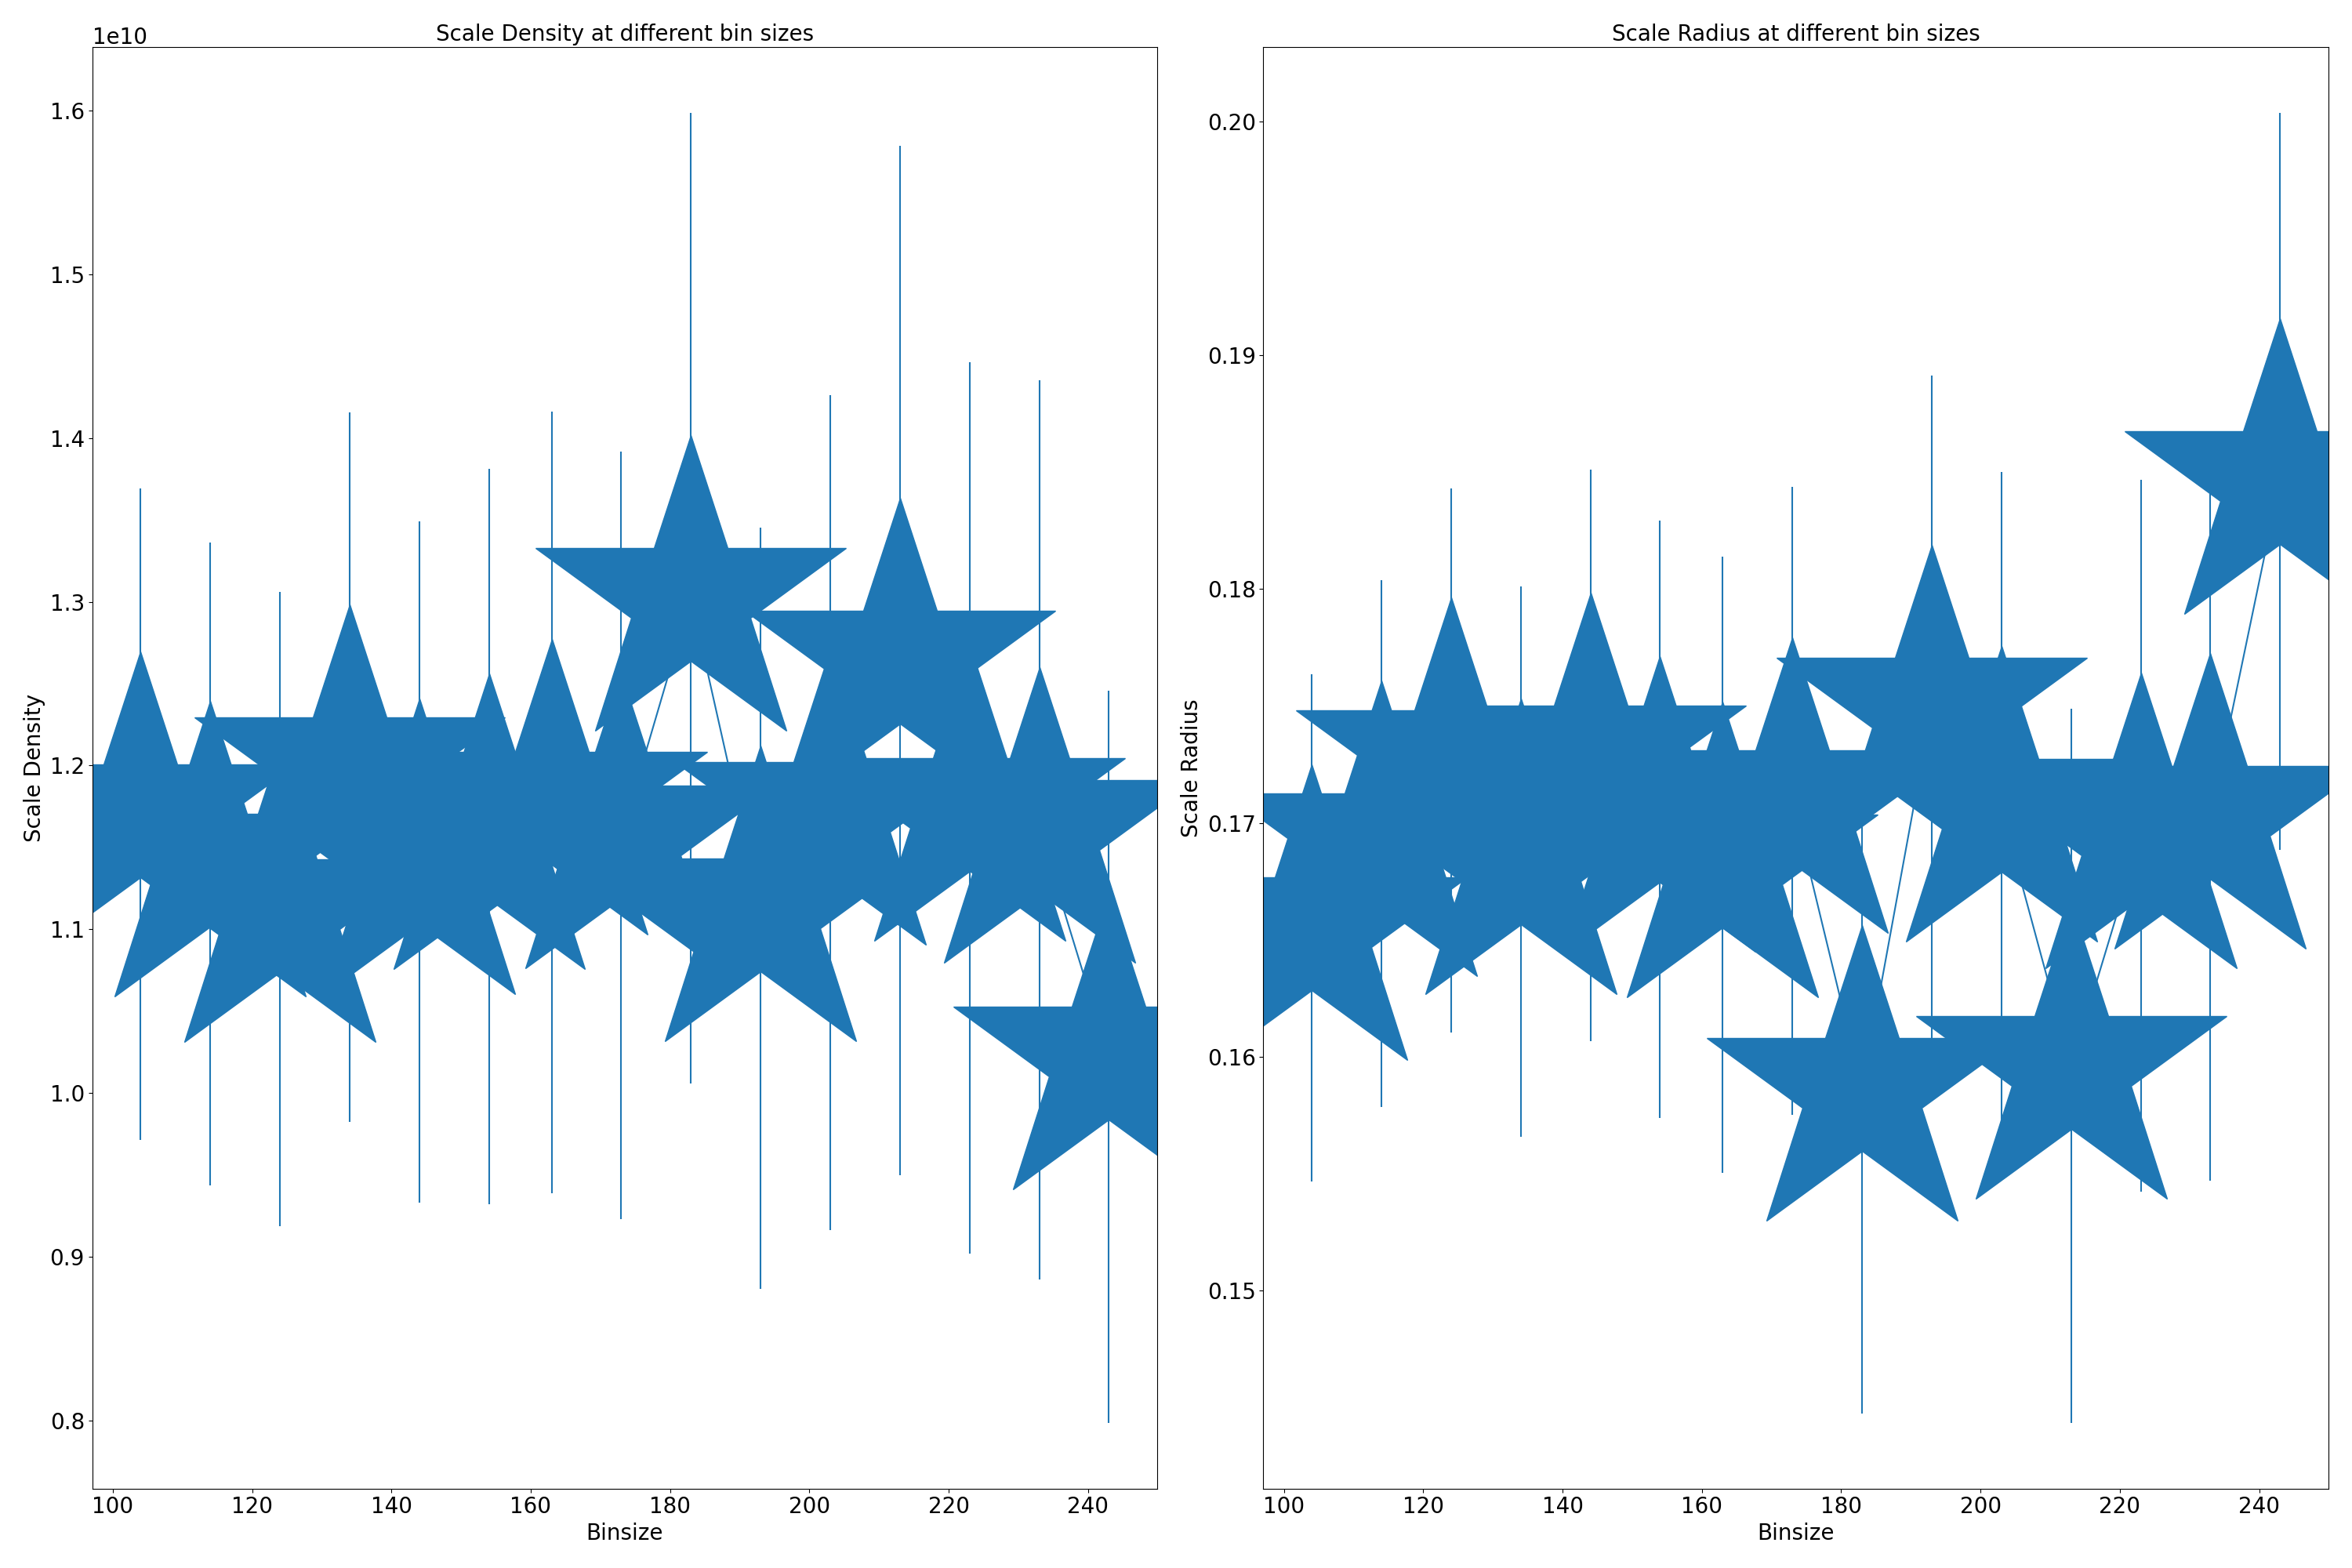 Scale Density at different bin sizes
1e10
1.6
1.5
1.4
1.3
1.2
1.1
1.0
0.9
0.8
Scale Density
100 120 140 160 180 200 220 240
Binsize
Scale Radius at different bin sizes
0.20
0.19
0.18
0.17
0.16
0.15
Scale Radius
100 120 140 160 180 200 220 240
Binsize